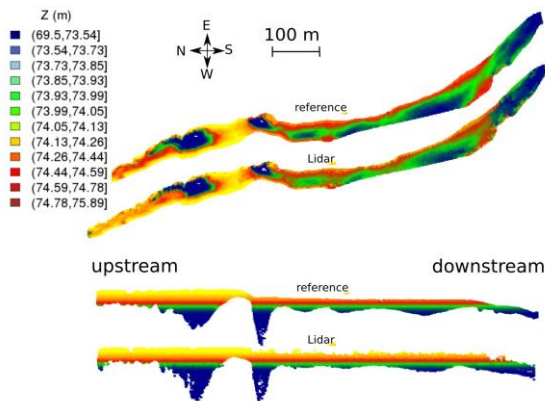 Z (m)
(69.5,73.54]
(73.54,73.73]
(73.73,73.85]
(73.85,73.93]
(73.93,73.99]
(73.99,74.05]
(74.05,74.13]
(74.13,74.26]
(74.26,74.44]
(74.44,74.59]
(74.59,74.78]
(74.78,75.89]
E
N S
W
100 m
reference
Lidar
upstream downstream
reference
Lidar